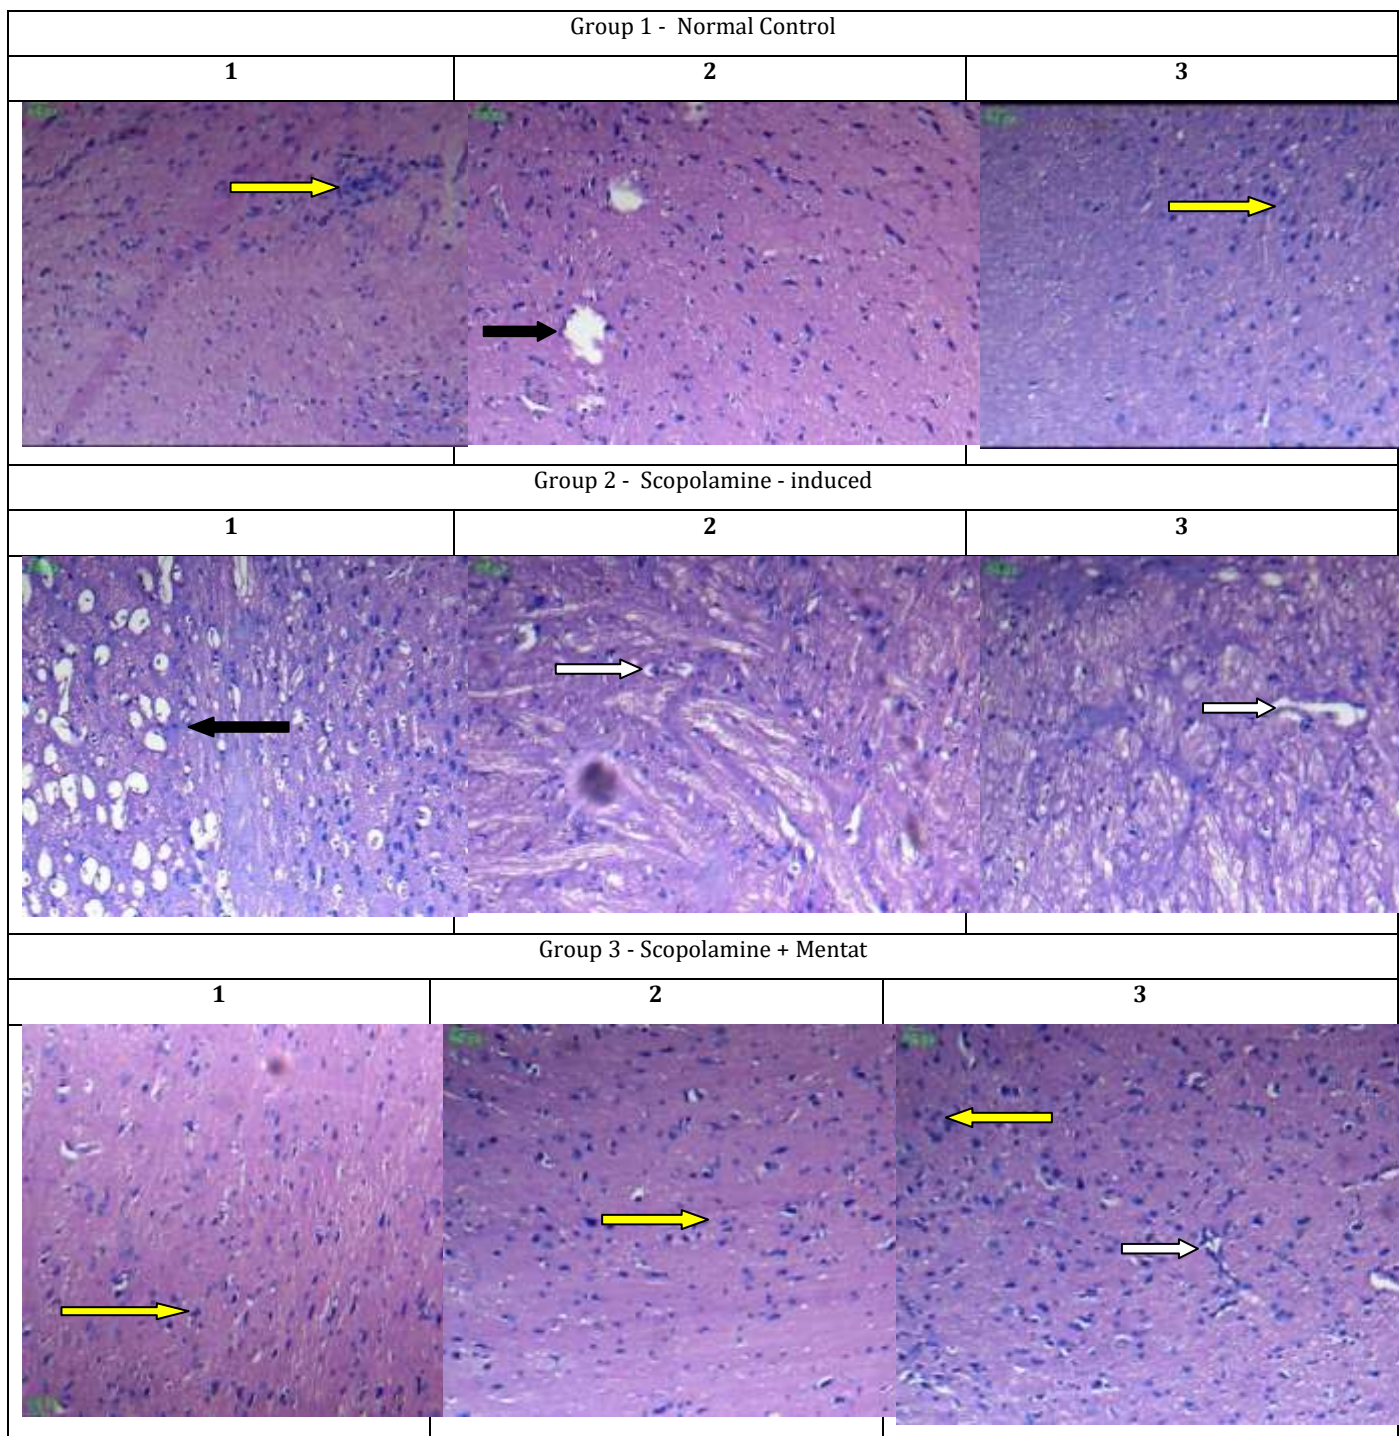 Group 1 - Normal Control
1 2 3
Group 2 - Scopolamine - induced
1 2 3
Group 3 - Scopolamine + Mentat
1 2 3